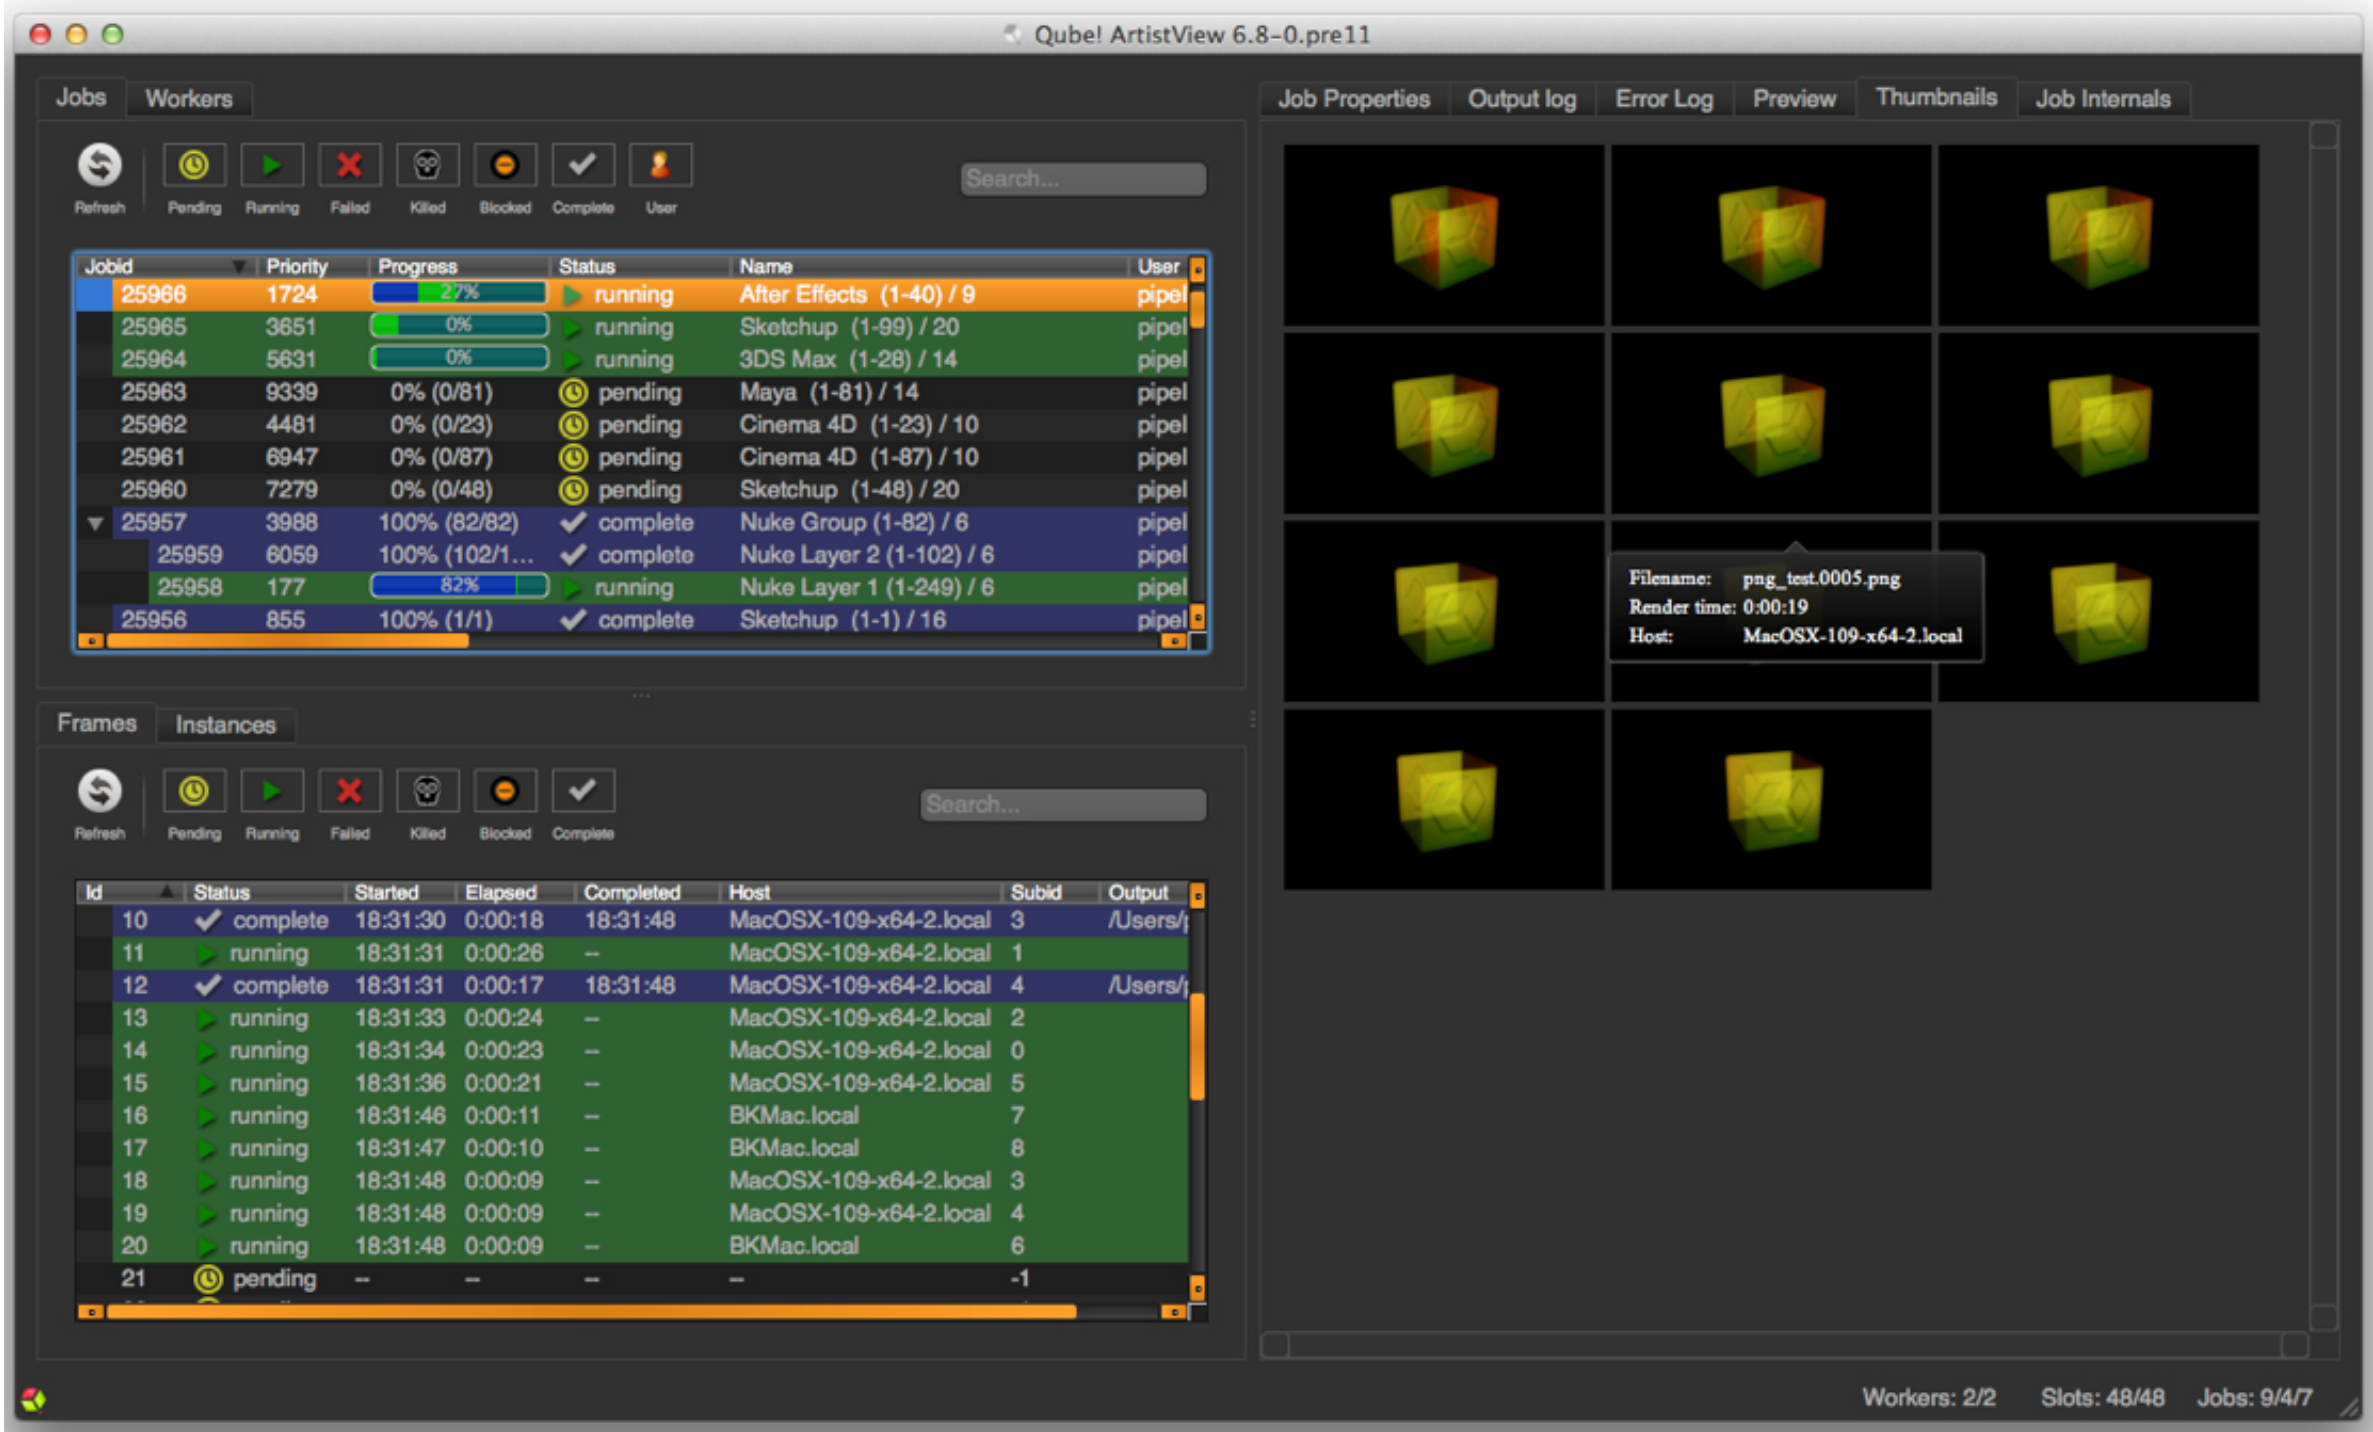 Qube! ArtistView 6.8-0.pre11
Jobs Workers
Refresh Pending Running Failed Killed Blocked Complete User
Search...
Jobid Priority Progress Status Name User
25966 1724 27% running After Effects (1-40) / 9 pipel
25965 3651 0% running Sketchup (1-99) / 20 pipel
25964 5631 0% running 3DS Max (1-28) / 14 pipel
25963 9339 0% (0/81) pending Maya (1-81) / 14 pipel
25962 4481 0% (0/23) pending Cinema 4D (1-23) / 10 pipel
25961 6947 0% (0/87) pending Cinema 4D (1-87) / 10 pipel
25960 7279 0% (0/48) pending Sketchup (1-48) / 20 pipel
25957 3988 100% (82/82) complete Nuke Group (1-82) / 6 pipel
25959 6059 100% (102/1... complete Nuke Layer 2 (1-102) / 6 pipel
25958 177 82% running Nuke Layer 1 (1-249) / 6 pipel
25956 855 100% (1/1) complete Sketchup (1-1) / 16 pipel
Frames Instances
Refresh Pending Running Failed Killed Blocked Complete
Search...
Id Status Started Elapsed Completed Host Subid Output
10 complete 18:31:30 0:00:18 18:31:48 MacOSX-109-x64-2.local 3 /Users/p
11 running 18:31:31 0:00:26 -- MacOSX-109-x64-2.local 1
12 complete 18:31:31 0:00:17 18:31:48 MacOSX-109-x64-2.local 4 /Users/p
13 running 18:31:33 0:00:24 -- MacOSX-109-x64-2.local 2
14 running 18:31:34 0:00:23 -- MacOSX-109-x64-2.local 0
15 running 18:31:36 0:00:21 -- MacOSX-109-x64-2.local 5
16 running 18:31:46 0:00:11 -- BKMac.local 7
17 running 18:31:47 0:00:10 -- BKMac.local 8
18 running 18:31:48 0:00:09 -- MacOSX-109-x64-2.local 3
19 running 18:31:48 0:00:09 -- MacOSX-109-x64-2.local 4
20 running 18:31:48 0:00:09 -- BKMac.local 6
21 pending -- -- -- -- -1
Job Properties Output log Error Log Preview Thumbnails Job Internals
Filename: png_test.0005.png
Render time: 0:00:19
Host: MacOSX-109-x64-2.local
Workers: 2/2 Slots: 48/48 Jobs: 9/4/7